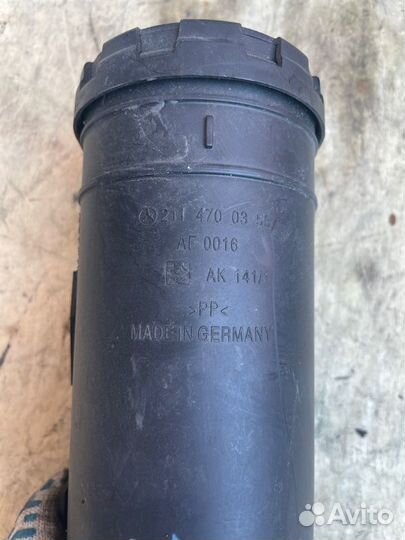 211 470 03
AF 0016
AK 141/
>PP<
MADE IN GERMANY
Avito